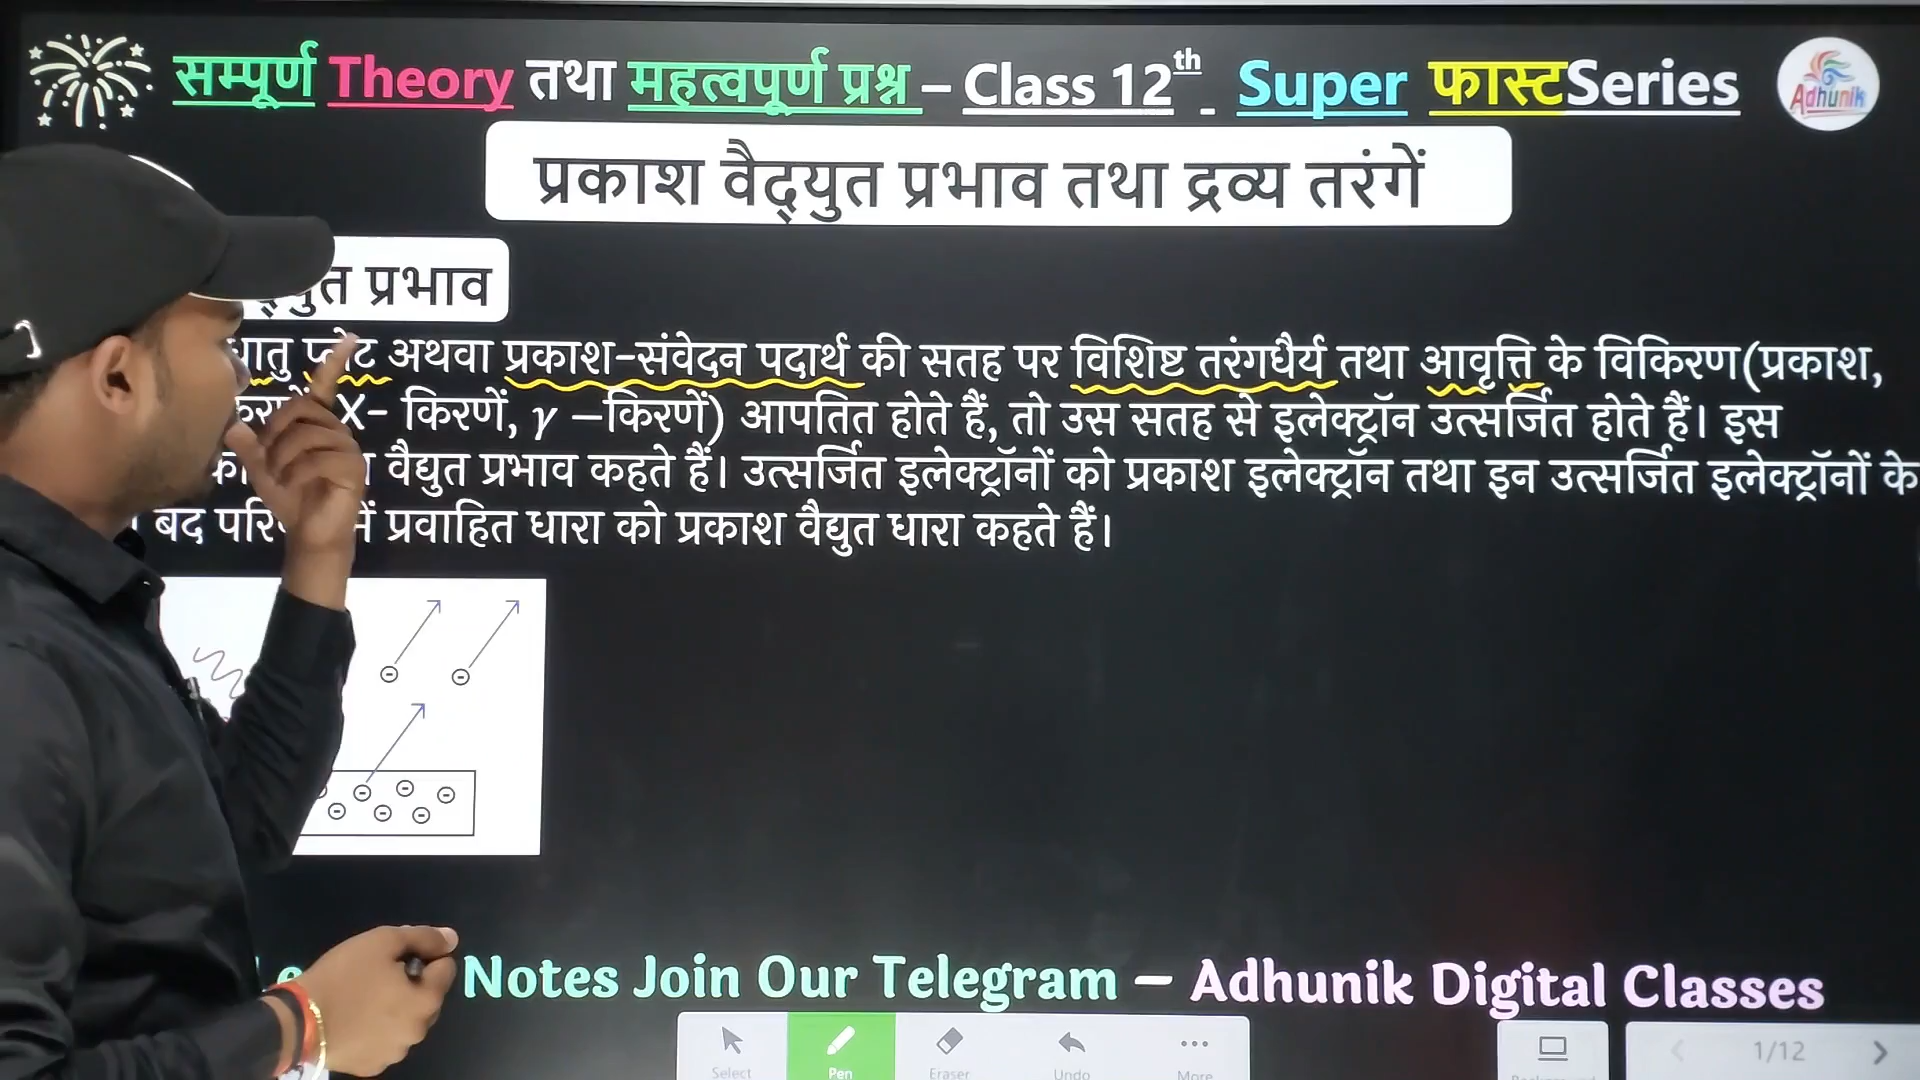 सम्पूर्ण Theory तथा महत्वपूर्ण प्रश्न – Class 12th - Super फास्टSeries
Adhunik
प्रकाश वैद्युत प्रभाव तथा द्रव्य तरंगें
प्रभाव
धातु प्लेट अथवा प्रकाश-संवेदन पदार्थ की सतह पर विशिष्ट तरंगधैर्य तथा आवृत्ति के विकिरण(प्रकाश,
X- किरणें, γ –किरणें) आपतित होते हैं, तो उस सतह से इलेक्ट्रॉन उत्सर्जित होते हैं। इस
वैद्युत प्रभाव कहते हैं। उत्सर्जित इलेक्ट्रॉनों को प्रकाश इलेक्ट्रॉन तथा इन उत्सर्जित इलेक्ट्रॉनों के
बद में प्रवाहित धारा को प्रकाश वैद्युत धारा कहते हैं।
Notes Join Our Telegram – Adhunik Digital Classes
Select Pen Eraser Undo More 1/12